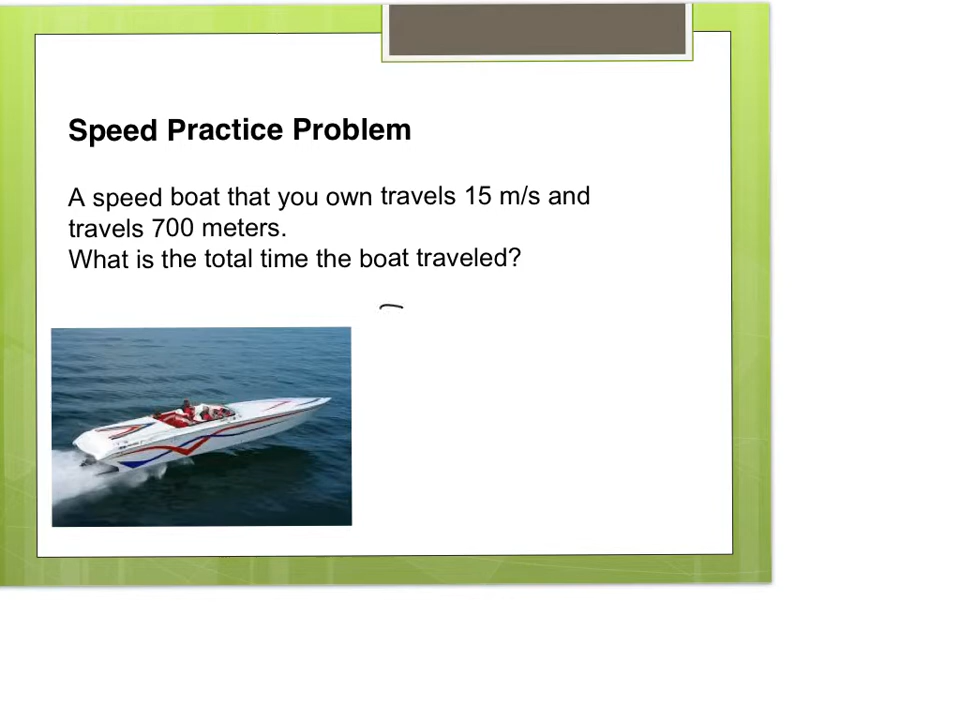 Speed Practice Problem
A speed boat that you own travels 15 m/s and
travels 700 meters.
What is the total time the boat traveled?